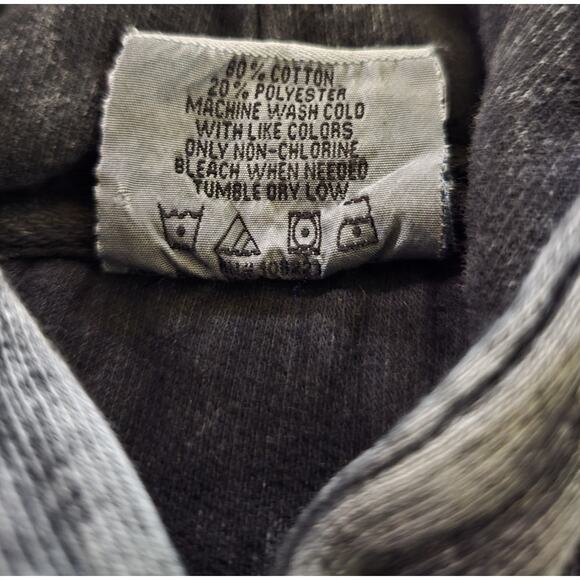 80% COTTON
20% POLYESTER
MACHINE WASH COLD
WITH LIKE COLORS
ONLY NON-CHLORINE
BLEACH WHEN NEEDED
TUMBLE DRY LOW